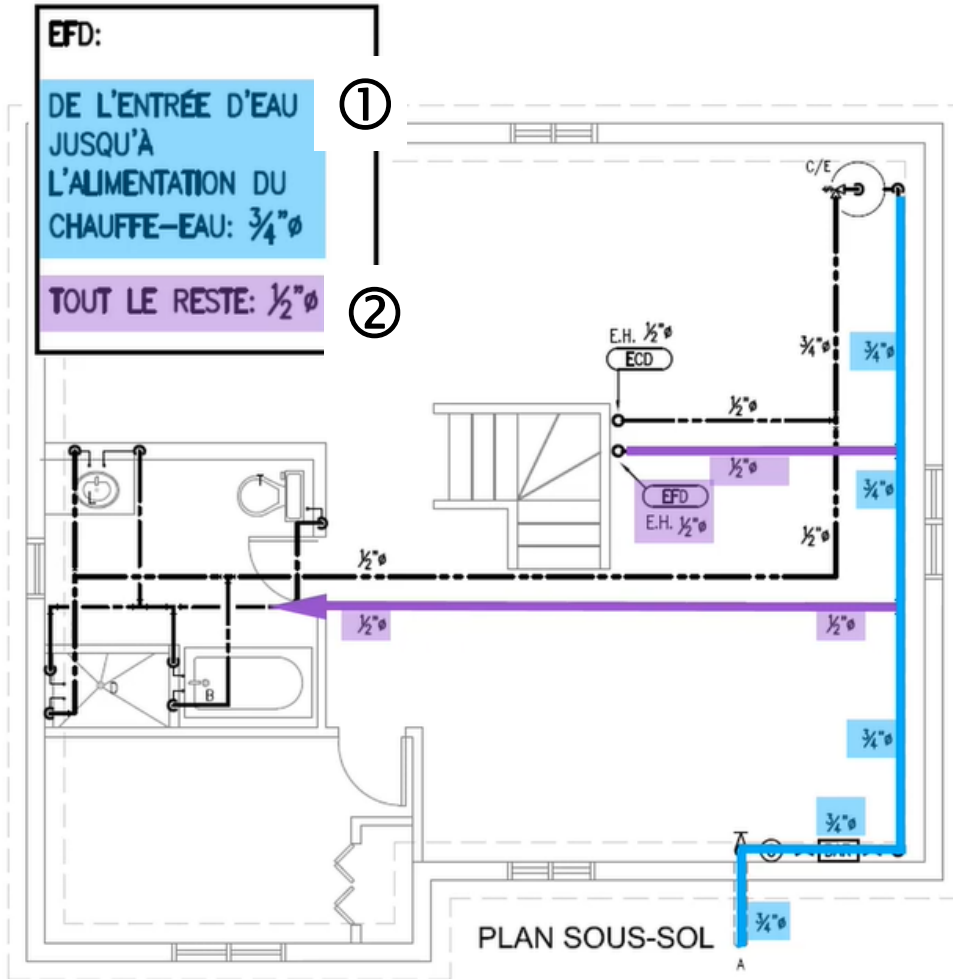 EFD:
DE L'ENTRÉE D'EAU
①
JUSQU'À
L'ALIMENTATION DU
CHAUFFE-EAU: ¾"ø
TOUT LE RESTE: ½"ø
②
C/E
E.H. ½"ø
ECD
¾"ø
¾"ø
½"ø
½"ø
¾"ø
EFD
E.H. ½"ø
½"ø
L
T
½"ø
½"ø
½"ø
D
B
¾"ø
¾"ø
¾"ø
PLAN SOUS-SOL
A